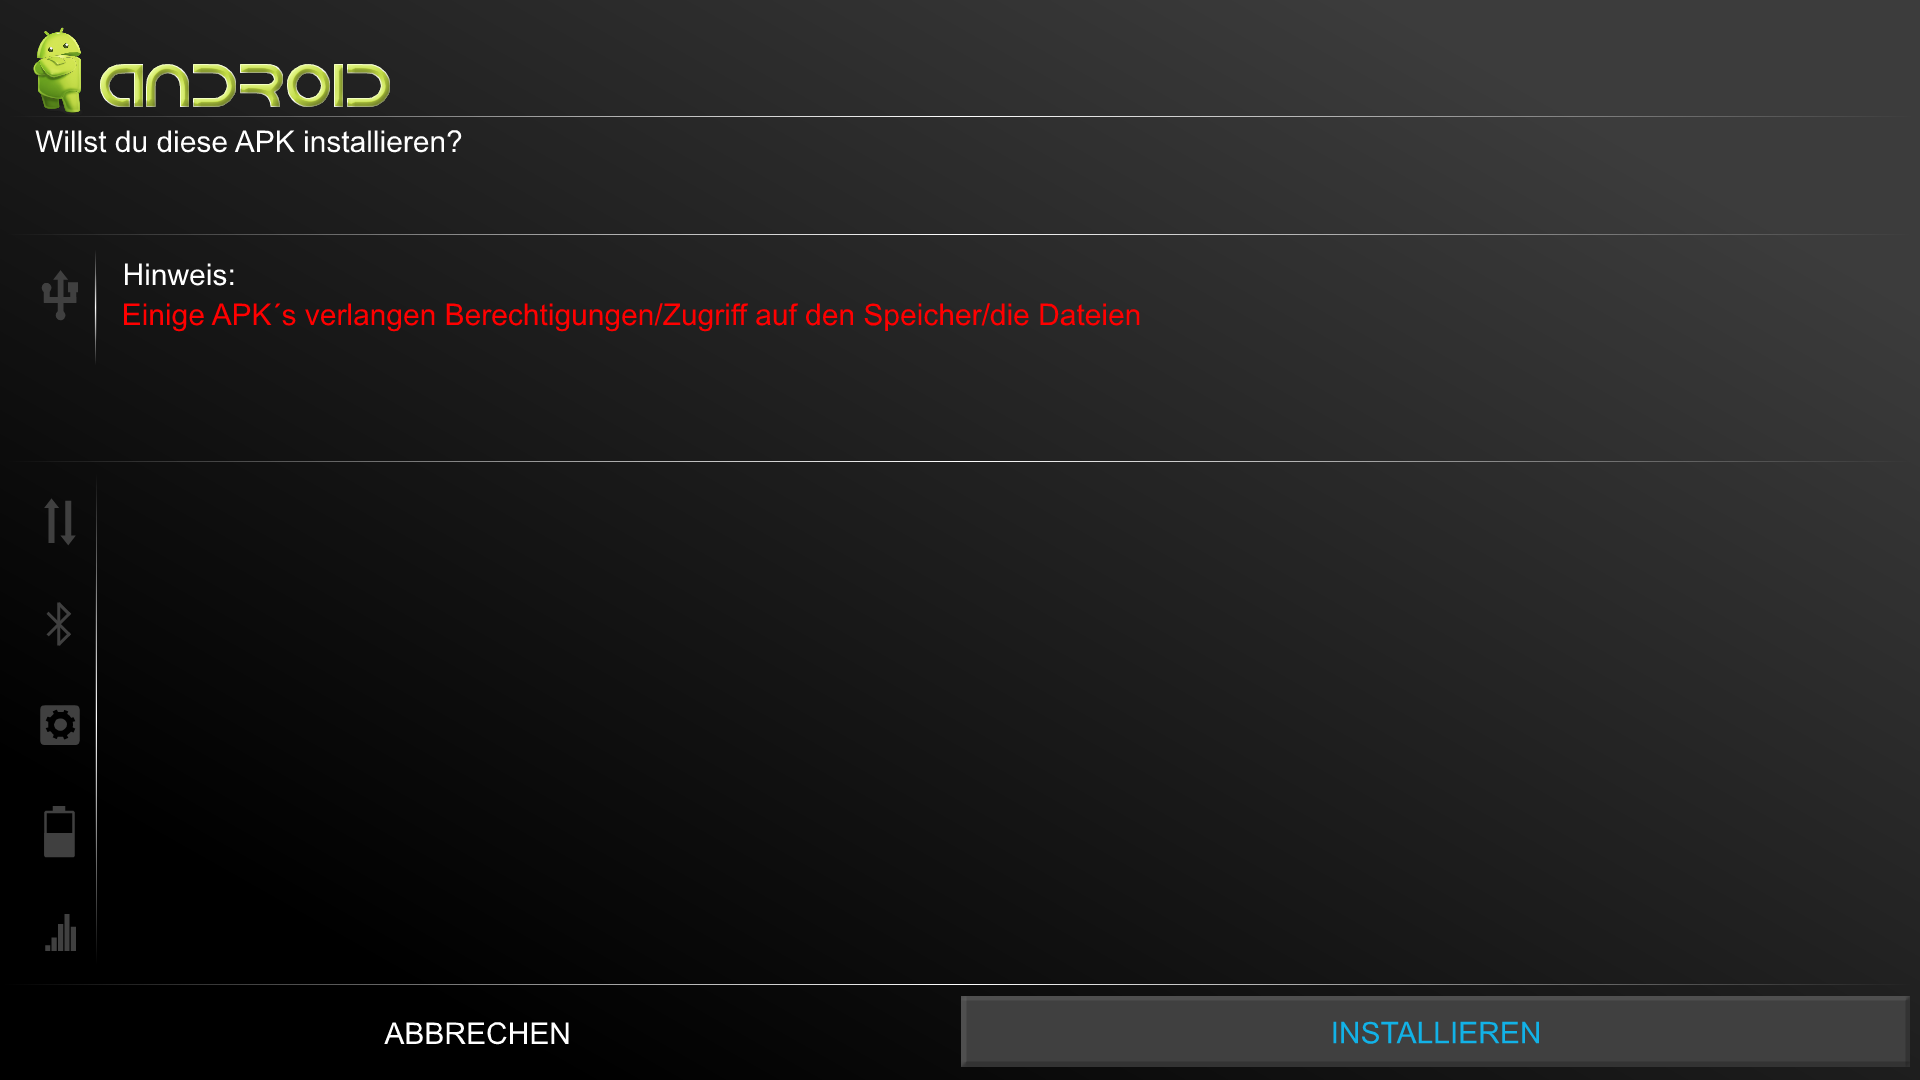 ANDROID
Willst du diese APK installieren?
Hinweis:
Einige APK´s verlangen Berechtigungen/Zugriff auf den Speicher/die Dateien
ABBRECHEN
INSTALLIEREN